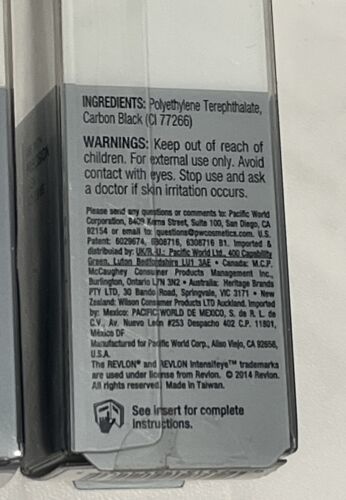 INGREDIENTS: Polyethylene Terephthalate,
Carbon Black (CI 77266)
WARNINGS: Keep out of reach of
children. For external use only. Avoid
contact with eyes. Stop use and ask
a doctor if skin irritation occurs.
Please send any questions or comments to: Pacific World
Corporation, 8409 Kerns Street, Suite 100, San Diego, CA
92154 or email to: questions@pwcosmetics.com. U.S.
Patent: 6029674, 6308716, 6308716 B1. Imported &
distributed by: UK/R.-U.: Pacific World Ltd., 400 Capability
Green, Luton Bedfordshire LU1 3AE • Canada: M.C.P.
McCaughey Consumer Products Management Inc.,
Burlington, Ontario L7N 3N2 • Australia: Heritage Brands
PTY LTD, 30 Bando Road, Springvale, VIC 3171 • New
Zealand: Wilson Consumer Products LTD Auckland. Imported
by: Mexico: PACIFIC WORLD DE MEXICO, S. de R. L. de
C.V., Av. Nuevo León #253 Despacho 402 C.P. 11801,
México DF
Manufactured for Pacific World Corp., Aliso Viejo, CA 92656,
U.S.A.
The REVLON® and REVLON Intensifeye™ trademarks
are used under license from Revlon. © 2014 Revlon.
All rights reserved. Made in Taiwan.
See insert for complete
instructions.